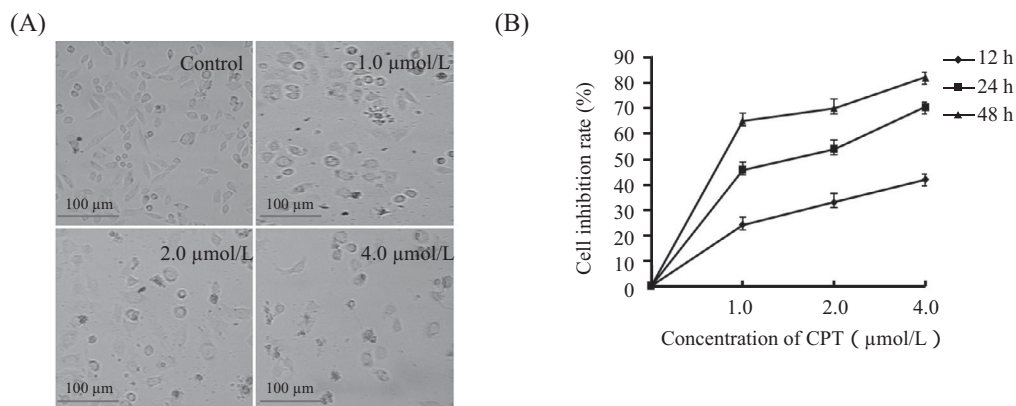 (A)
Control
1.0 µmol/L
100 µm
100 µm
2.0 µmol/L
4.0 µmol/L
100 µm
100 µm
(B)
90
80
70
60
50
40
30
20
10
0
Cell inhibition rate (%)
1.0
2.0
4.0
Concentration of CPT ( µmol/L )
12 h
24 h
48 h